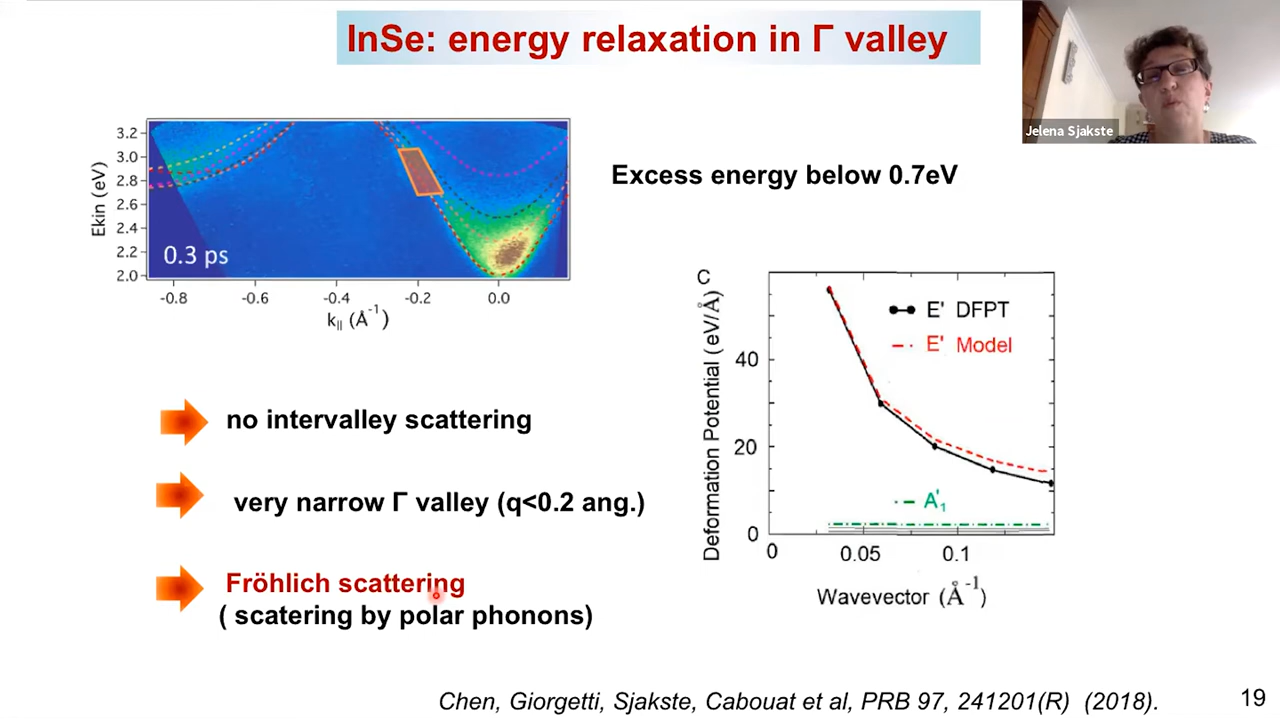 InSe: energy relaxation in Γ valley
Jelena Sjakste
Ekin (eV)
3.2
3.0
2.8
2.6
2.4
2.2
2.0
0.3 ps
-0.8
-0.6
-0.4
-0.2
0.0
k|| (Å⁻¹)
Excess energy below 0.7eV
C
Deformation Potential (eV/Å)
40
20
0
E' DFPT
E' Model
A'₁
0
0.05
0.1
Wavevector (Å⁻¹)
no intervalley scattering
very narrow Γ valley (q<0.2 ang.)
Fröhlich scattering
( scatering by polar phonons)
Chen, Giorgetti, Sjakste, Cabouat et al, PRB 97, 241201(R) (2018).
19